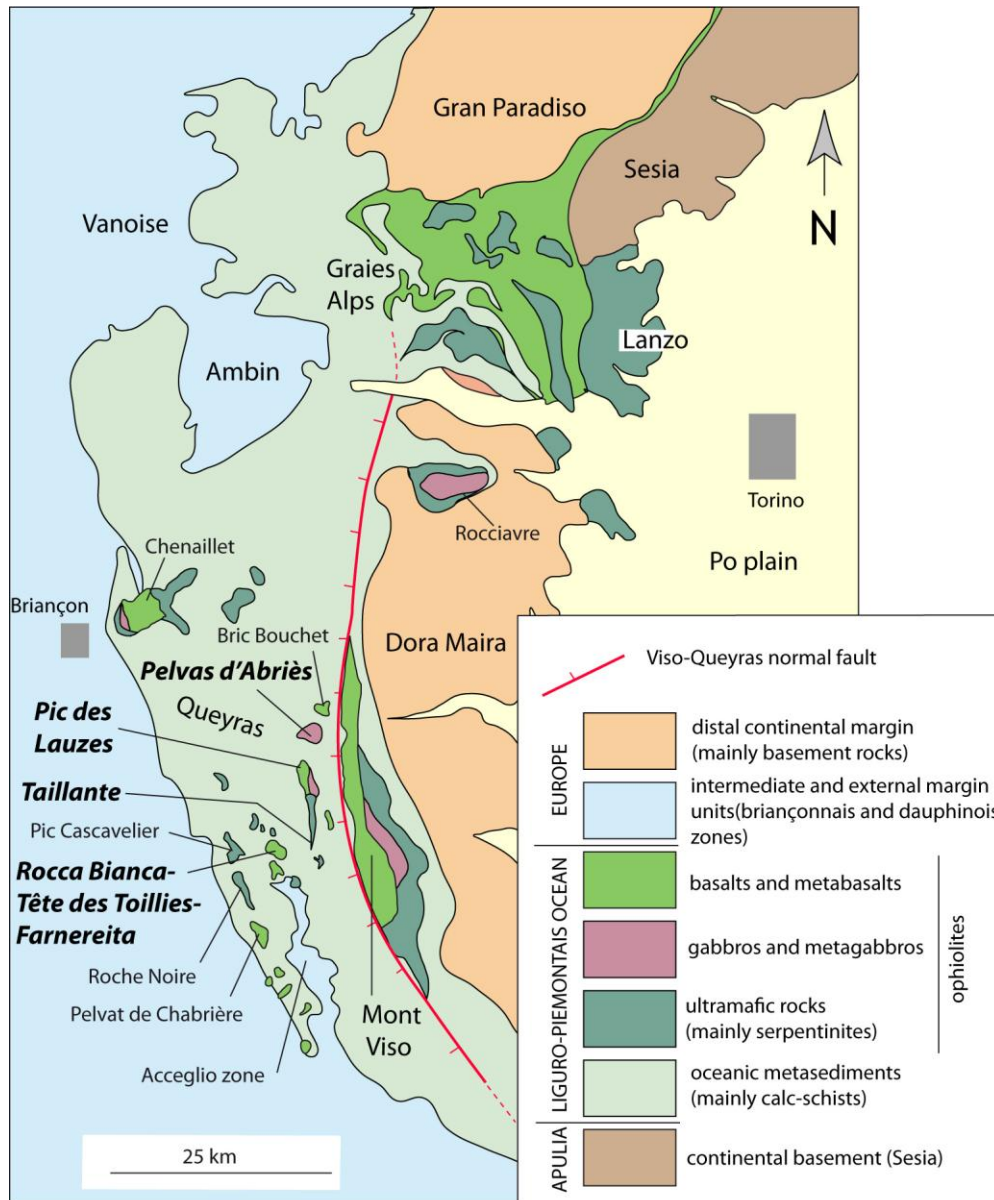 Gran Paradiso
Sesia
N
Vanoise
Graies
Alps
Lanzo
Ambin
Torino
Rocciavre
Po plain
Chenaillet
Briançon
Bric Bouchet
Dora Maira
Pelvas d'Abriès
Queyras
Pic des
Lauzes
Taillante
Pic Cascavelier
Rocca Bianca-
Tête des Toillies-
Farnereita
Roche Noire
Pelvat de Chabrière
Mont
Viso
Acceglio zone
25 km
Viso-Queyras normal fault
EUROPE
distal continental margin
(mainly basement rocks)
intermediate and external margin
units(briançonnais and dauphinois
zones)
LIGURO-PIEMONTAIS OCEAN
basalts and metabasalts
gabbros and metagabbros
ultramafic rocks
(mainly serpentinites)
ophiolites
oceanic metasediments
(mainly calc-schists)
APULIA
continental basement (Sesia)